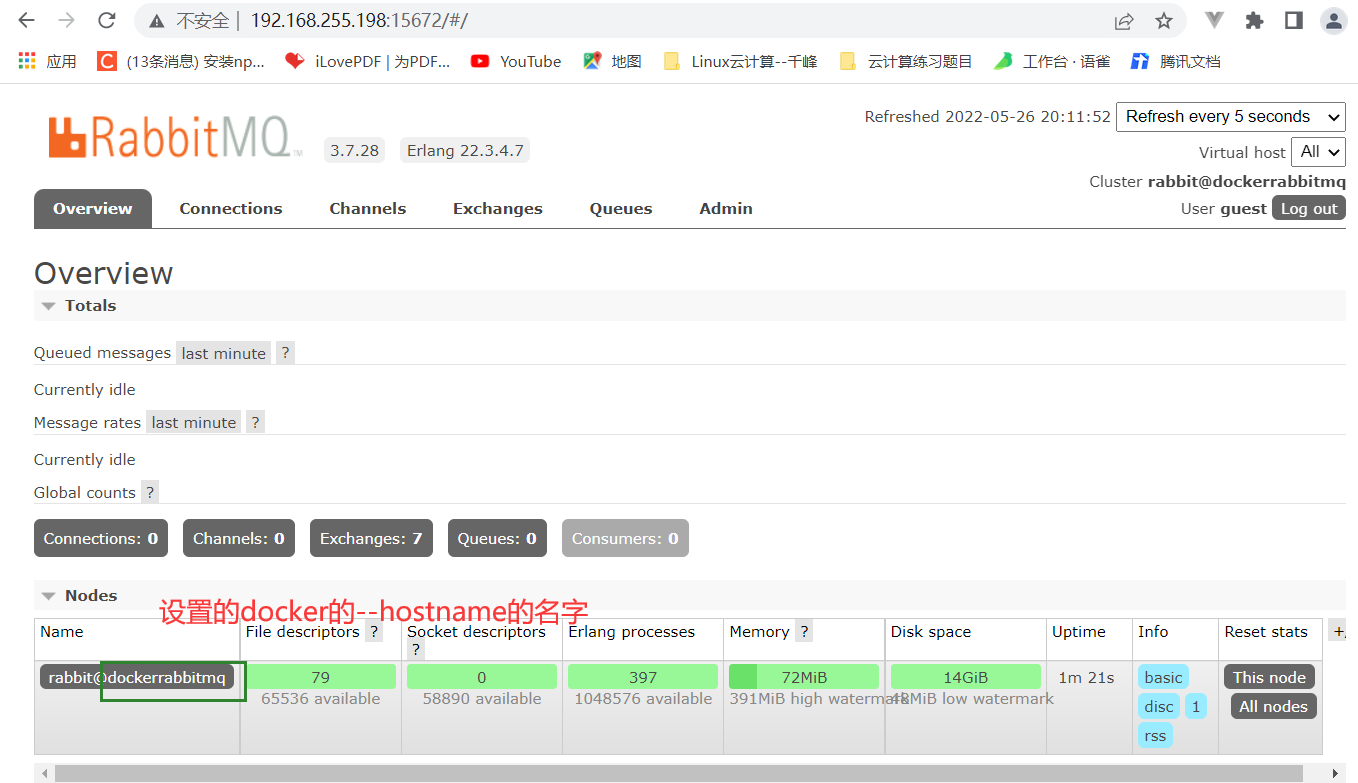 不安全 | 192.168.255.198:15672/#/
应用 (13条消息) 安装np... iLovePDF | 为PDF... YouTube 地图 Linux云计算--千峰 云计算练习题目 工作台 · 语雀 腾讯文档
Refreshed 2022-05-26 20:11:52 Refresh every 5 seconds
RabbitMQ TM 3.7.28 Erlang 22.3.4.7
Virtual host All
Cluster rabbit@dockerrabbitmq
User guest Log out
Overview Connections Channels Exchanges Queues Admin
Overview
Totals
Queued messages last minute ?
Currently idle
Message rates last minute ?
Currently idle
Global counts ?
Connections: 0 Channels: 0 Exchanges: 7 Queues: 0 Consumers: 0
Nodes
设置的docker的--hostname的名字
Name File descriptors ? Socket descriptors ? Erlang processes Memory ? Disk space Uptime Info Reset stats +/
rabbit@dockerrabbitmq 79 0 397 72MiB 14GiB 1m 21s basic This node
65536 available 58890 available 1048576 available 391MiB high watermark 48MiB low watermark
disc 1 All nodes
rss